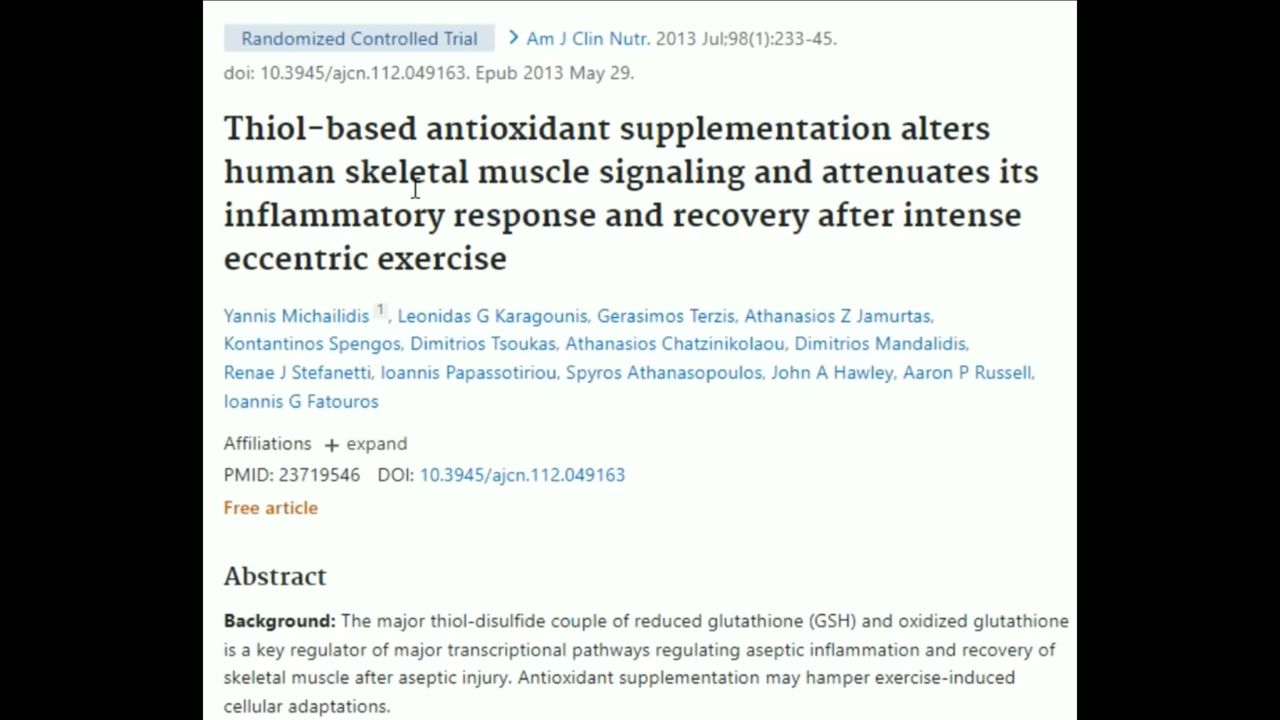 Randomized Controlled Trial > Am J Clin Nutr. 2013 Jul;98(1):233-45.
doi: 10.3945/ajcn.112.049163. Epub 2013 May 29.
Thiol-based antioxidant supplementation alters
human skeletal muscle signaling and attenuates its
inflammatory response and recovery after intense
eccentric exercise
Yannis Michailidis 1, Leonidas G Karagounis, Gerasimos Terzis, Athanasios Z Jamurtas,
Kontantinos Spengos, Dimitrios Tsoukas, Athanasios Chatzinikolaou, Dimitrios Mandalidis,
Renae J Stefanetti, Ioannis Papassotiriou, Spyros Athanasopoulos, John A Hawley, Aaron P Russell,
Ioannis G Fatouros
Affiliations + expand
PMID: 23719546 DOI: 10.3945/ajcn.112.049163
Free article
Abstract
Background: The major thiol-disulfide couple of reduced glutathione (GSH) and oxidized glutathione
is a key regulator of major transcriptional pathways regulating aseptic inflammation and recovery of
skeletal muscle after aseptic injury. Antioxidant supplementation may hamper exercise-induced
cellular adaptations.